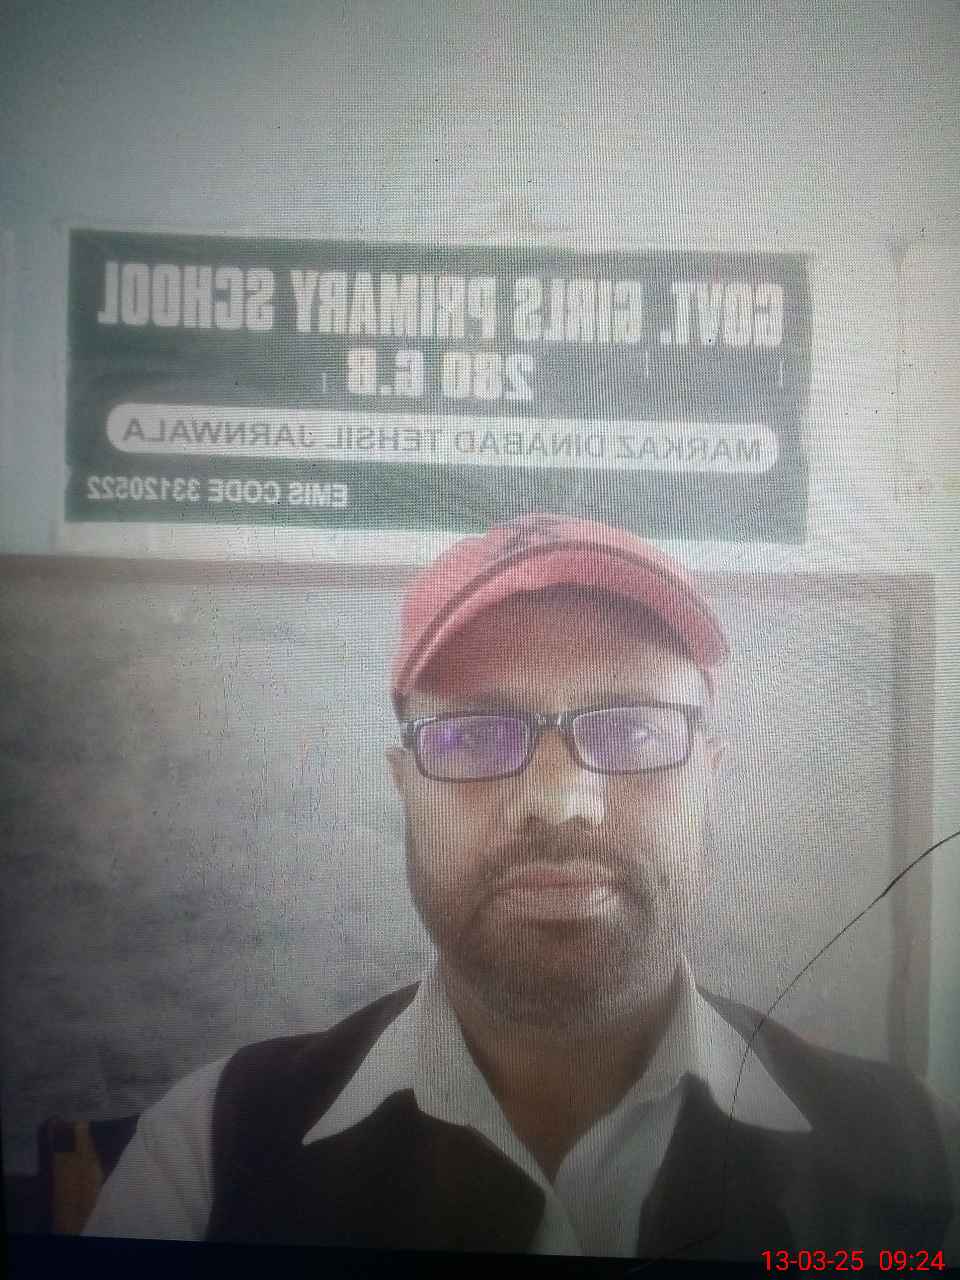 GOVT. GIRLS PRIMARY SCHOOL
280 G.B
MARKAZ DINABAD TEHSIL JARNWALA
EMIS CODE 33120522
13-03-25 09:24